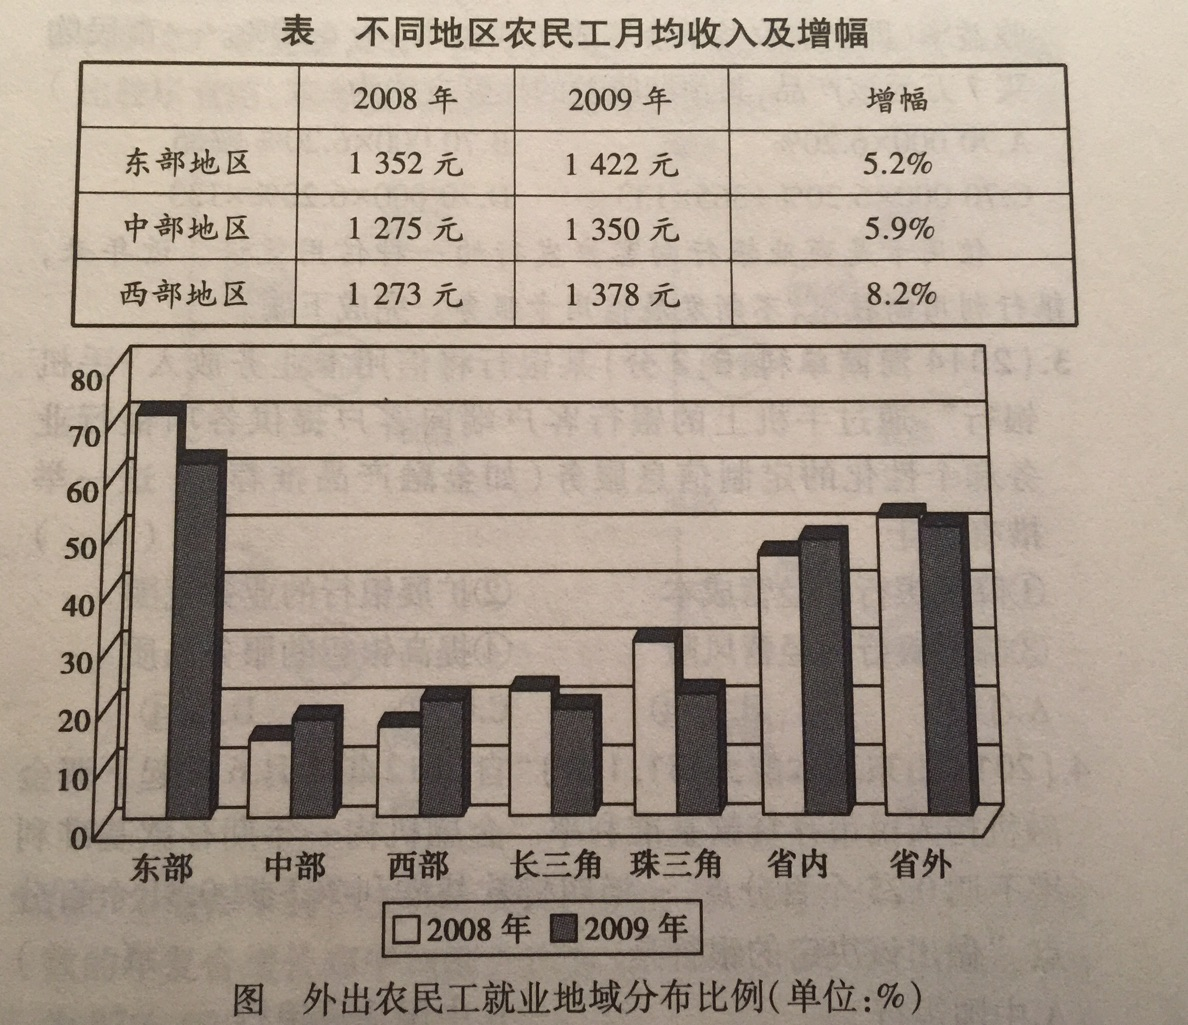 表 不同地区农民工月均收入及增幅
2008 年 2009 年 增幅
东部地区 1 352 元 1 422 元 5.2%
中部地区 1 275 元 1 350 元 5.9%
西部地区 1 273 元 1 378 元 8.2%
80
70
60
50
40
30
20
10
0
东部 中部 西部 长三角 珠三角 省内 省外
2008 年 2009 年
图 外出农民工就业地域分布比例(单位:%)